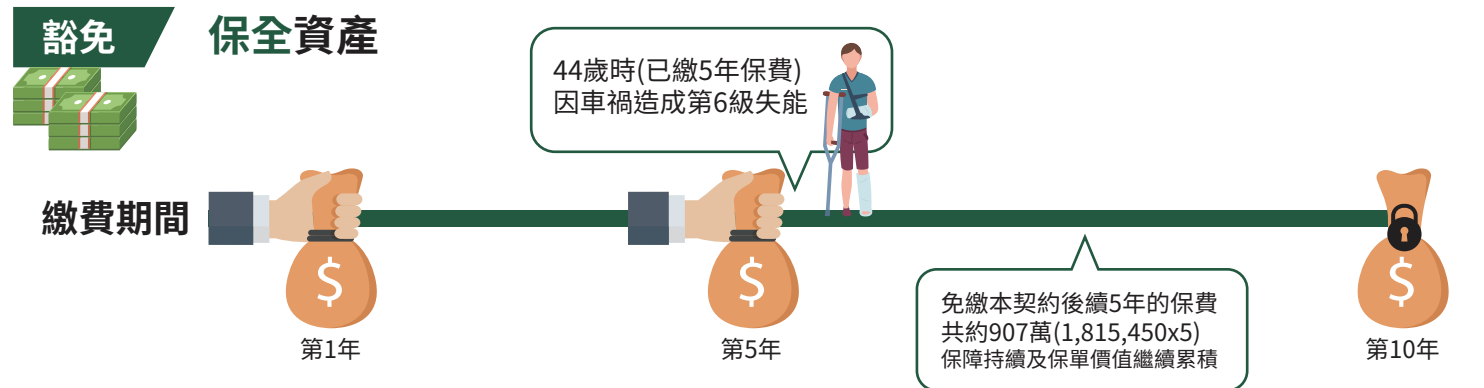 豁免 保全資產
44歲時(已繳5年保費)
因車禍造成第6級失能
繳費期間
$
$
$
第1年
第5年
免繳本契約後續5年的保費
共約907萬(1,815,450x5)
保障持續及保單價值繼續累積
第10年